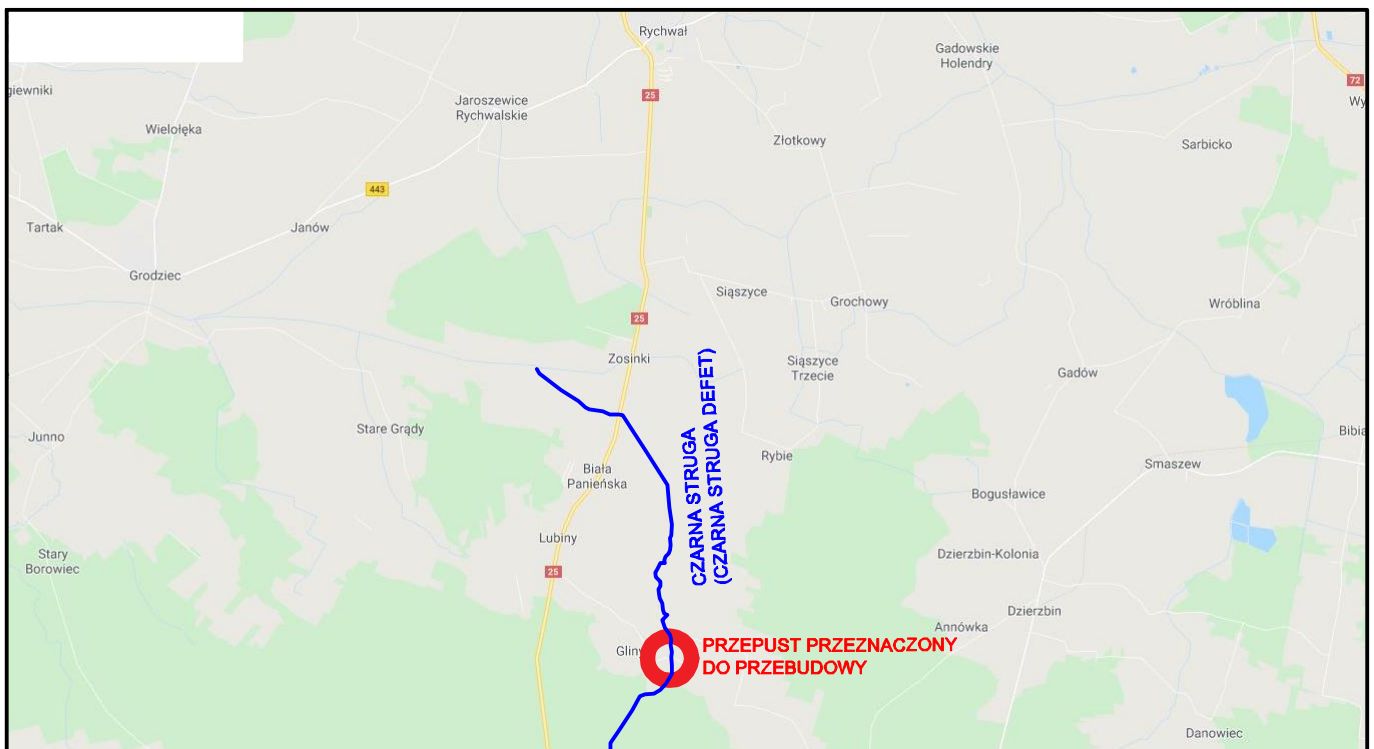 Rychwał
Gadowskie
Holendry
72
giewniki
25
Jaroszewice
Rychwalskie
Wy
Wielołęka
Złotkowy
Sarbicko
443
Tartak
Janów
Grodziec
Siąszyce
Grochowy
Wróblina
25
Zosinki
Siąszyce
Trzecie
Gadów
CZARNA STRUGA
(CZARNA STRUGA DEFET)
Junno
Stare Grądy
Bibia
Rybie
Smaszew
Biała
Panieńska
Bogusławice
Lubiny
Stary
Borowiec
Dzierzbin-Kolonia
25
Dzierzbin
Annówka
Gliny
PRZEPUST PRZEZNACZONY
DO PRZEBUDOWY
Danowiec